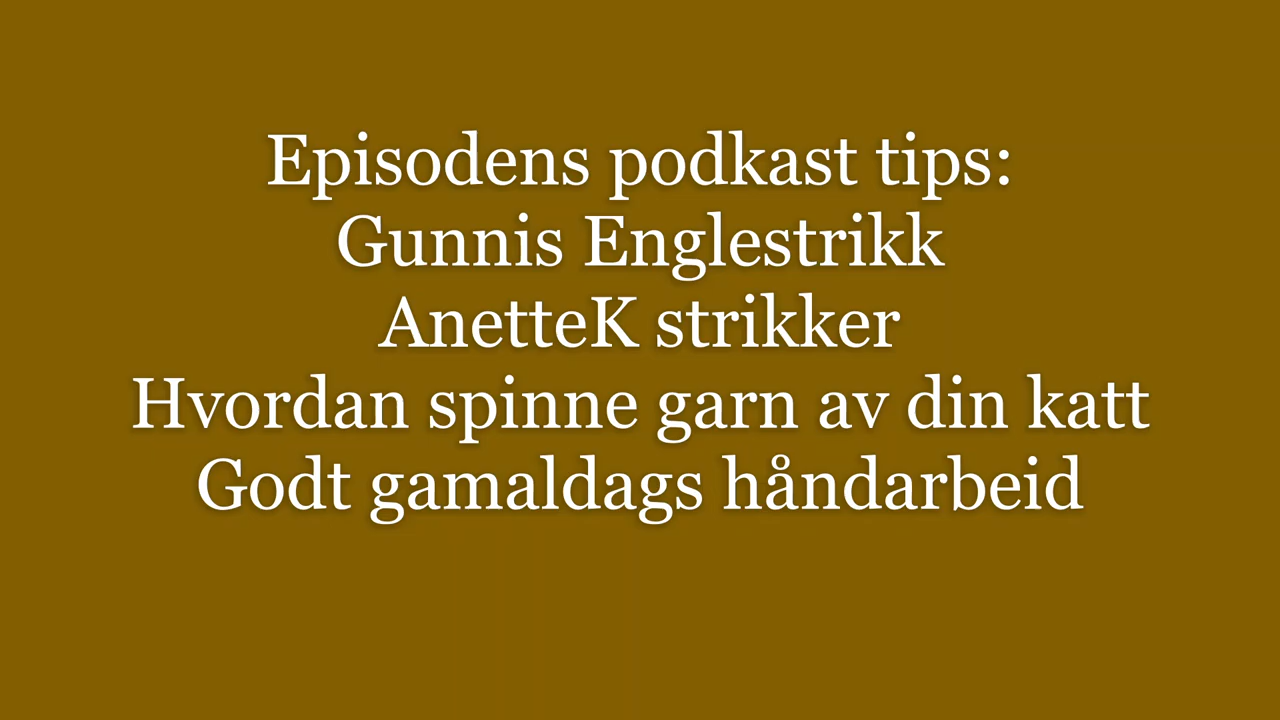 Episodens podkast tips:
Gunnis Englestrikk
AnetteK strikker
Hvordan spinne garn av din katt
Godt gamaldags håndarbeid